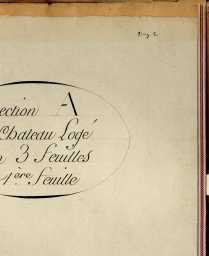 ection A
Chateau Logé
n 3 feuilles
1ère feuille